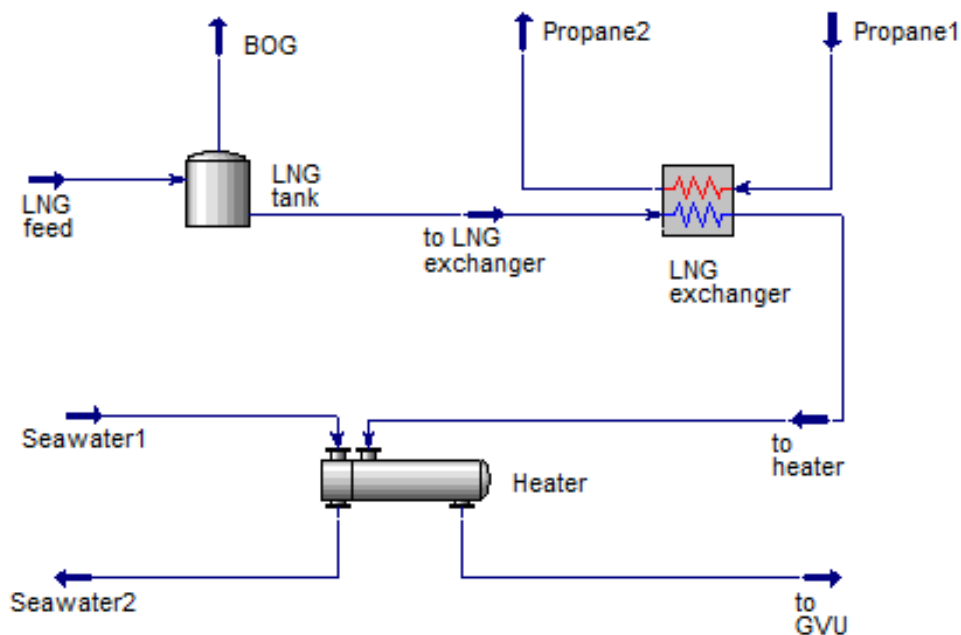 BOG
Propane2
Propane1
LNG
feed
LNG
tank
to LNG
exchanger
LNG
exchanger
Seawater1
to
heater
Heater
Seawater2
to
GVU